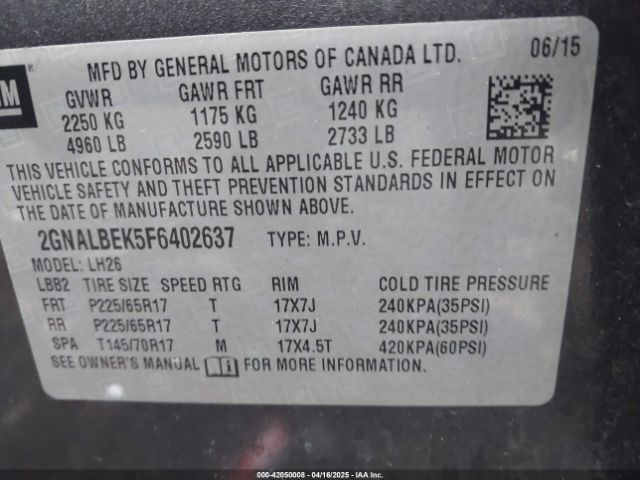 GM
MFD BY GENERAL MOTORS OF CANADA LTD. 06/15
GVWR GAWR FRT GAWR RR
2250 KG 1175 KG 1240 KG
4960 LB 2590 LB 2733 LB
THIS VEHICLE CONFORMS TO ALL APPLICABLE U.S. FEDERAL MOTOR
VEHICLE SAFETY AND THEFT PREVENTION STANDARDS IN EFFECT ON
THE DATE OF MANUFACTURE SHOWN ABOVE.
2GNALBEK5F6402637 TYPE: M.P.V.
MODEL: LH26
LBB2 TIRE SIZE SPEED RTG RIM COLD TIRE PRESSURE
FRT P225/65R17 T 17X7J 240KPA(35PSI)
RR P225/65R17 T 17X7J 240KPA(35PSI)
SPA T145/70R17 M 17X4.5T 420KPA(60PSI)
SEE OWNER'S MANUAL i FOR MORE INFORMATION.
000-42050008 - 04/16/2025 - IAA Inc.